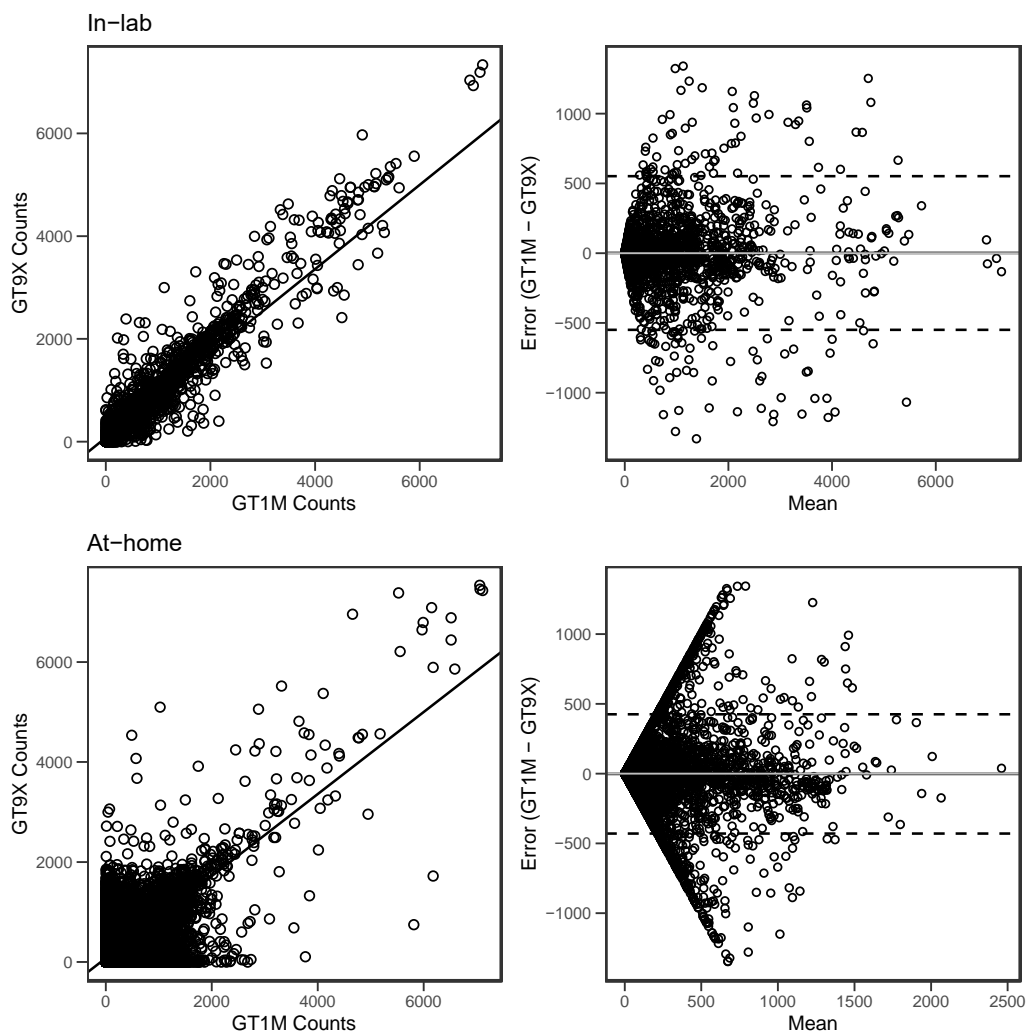 In−lab
GT9X Counts
6000
4000
2000
0
0 2000 4000 6000
GT1M Counts
Error (GT1M − GT9X)
1000
500
0
−500
−1000
0 2000 4000 6000
Mean
At−home
GT9X Counts
6000
4000
2000
0
0 2000 4000 6000
GT1M Counts
Error (GT1M − GT9X)
1000
500
0
−500
−1000
0 500 1000 1500 2000 2500
Mean